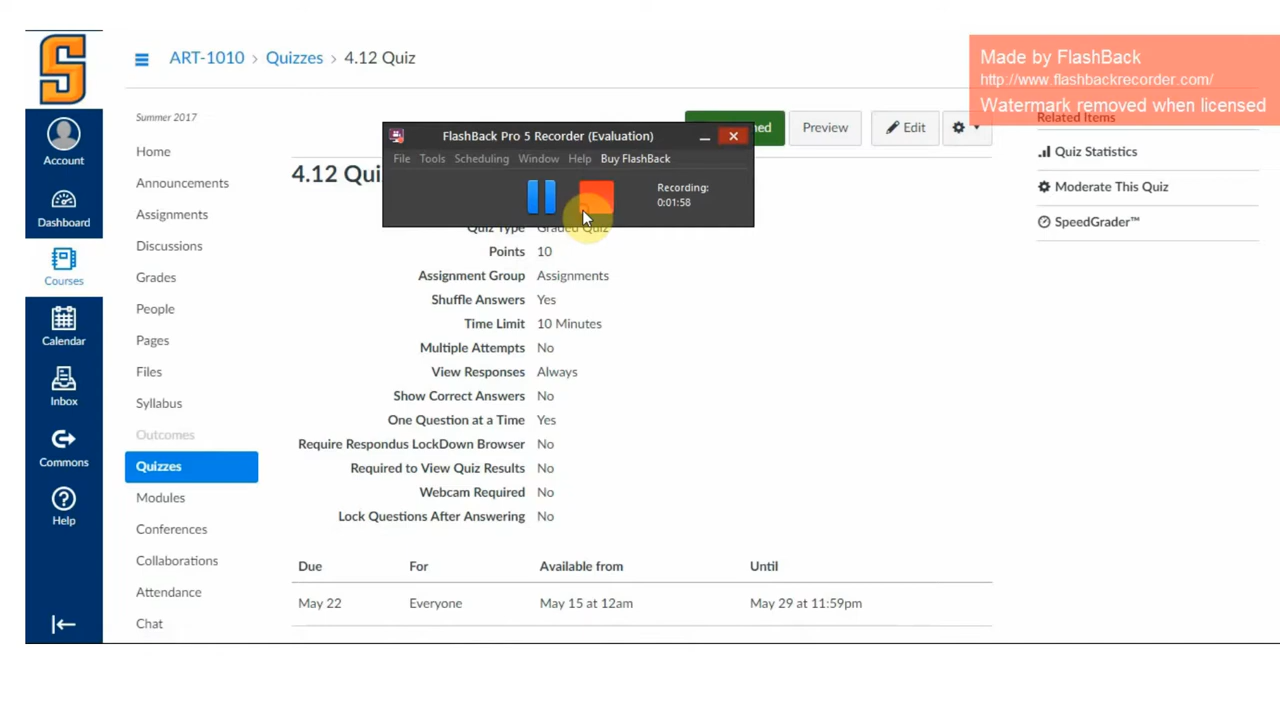 ART-1010 > Quizzes > 4.12 Quiz
Made by FlashBack
http://www.flashbackrecorder.com/
Watermark removed when licensed
Account
Dashboard
Courses
Calendar
Inbox
Commons
Help
Summer 2017
Home
Announcements
Assignments
Discussions
Grades
People
Pages
Files
Syllabus
Outcomes
Quizzes
Modules
Conferences
Collaborations
Attendance
Chat
Preview
Edit
FlashBack Pro 5 Recorder (Evaluation)
File Tools Scheduling Window Help Buy FlashBack
Recording:
0:01:58
4.12 Qui
Quiz Type Graded Quiz
Points 10
Assignment Group Assignments
Shuffle Answers Yes
Time Limit 10 Minutes
Multiple Attempts No
View Responses Always
Show Correct Answers No
One Question at a Time Yes
Require Respondus LockDown Browser No
Required to View Quiz Results No
Webcam Required No
Lock Questions After Answering No
Due For Available from Until
May 22 Everyone May 15 at 12am May 29 at 11:59pm
Related Items
Quiz Statistics
Moderate This Quiz
SpeedGrader™